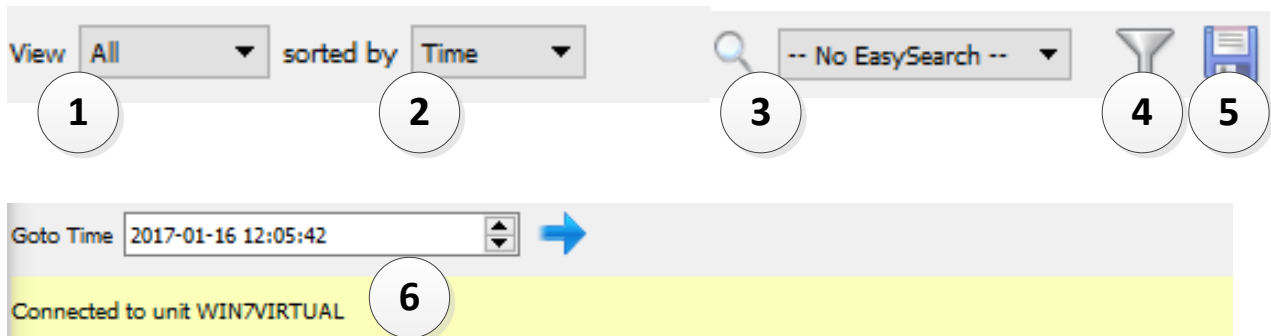 View All sorted by Time -- No EasySearch --
1 2 3 4 5
Goto Time 2017-01-16 12:05:42
6
Connected to unit WIN7VIRTUAL